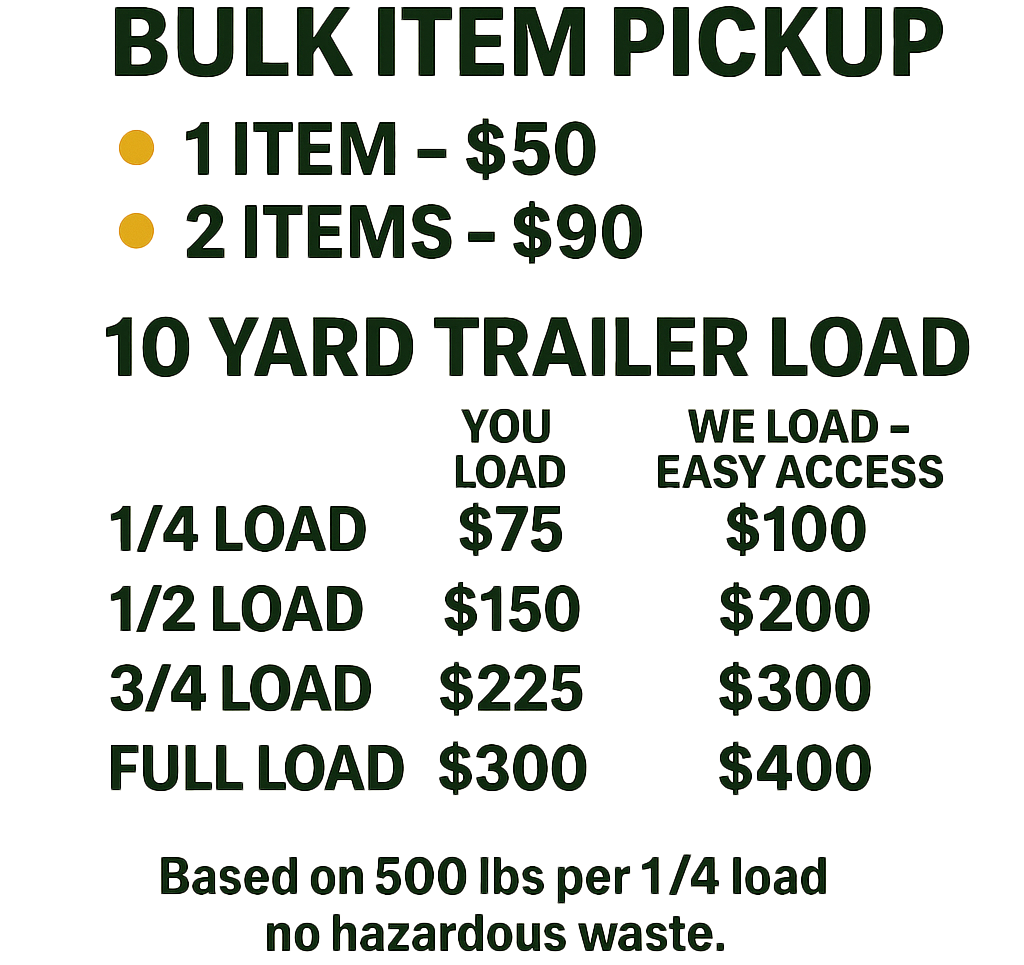 BULK ITEM PICKUP
1 ITEM – $50
2 ITEMS – $90
10 YARD TRAILER LOAD
YOU LOAD WE LOAD – EASY ACCESS
1/4 LOAD $75 $100
1/2 LOAD $150 $200
3/4 LOAD $225 $300
FULL LOAD $300 $400
Based on 500 lbs per 1/4 load
no hazardous waste.